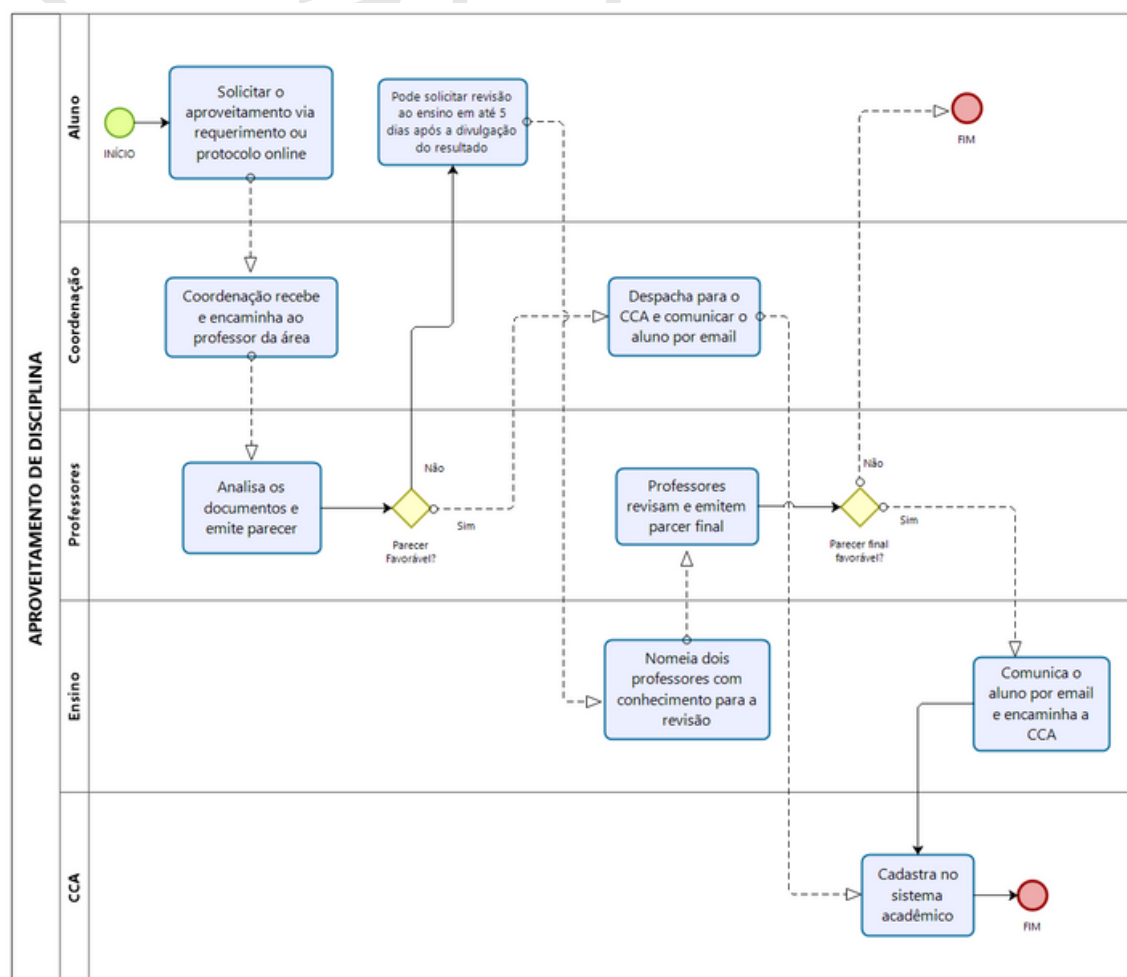 APROVEITAMENTO DE DISCIPLINA
Aluno
INÍCIO
Solicitar o
aproveitamento via
requerimento ou
protocolo online
Pode solicitar revisão
ao ensino em até 5
dias após a divulgação
do resultado
FIM
Coordenação
Coordenação recebe
e encaminha ao
professor da área
Despacha para o
CCA e comunicar o
aluno por email
Professores
Analisa os
documentos e
emite parecer
Não
Sim
Parecer
Favorável?
Professores
revisam e emitem
parcer final
Não
Sim
Parecer final
favorável?
Ensino
Nomeia dois
professores com
conhecimento para a
revisão
Comunica o
aluno por email
e encaminha a
CCA
CCA
Cadastra no
sistema
acadêmico
FIM